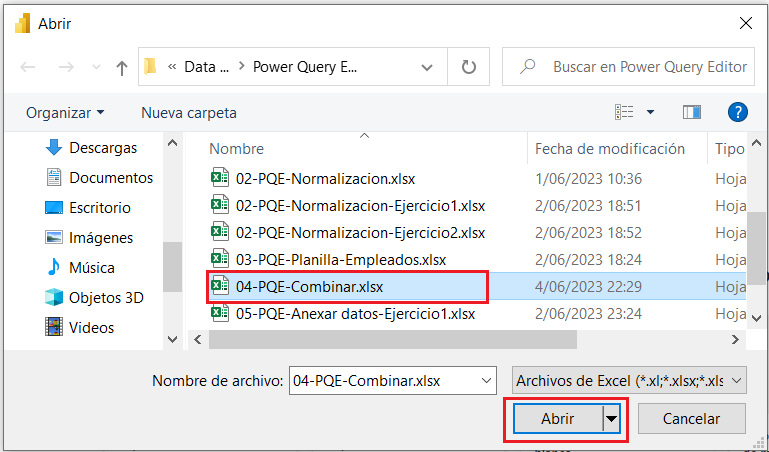 Abrir
« Data ... > Power Query E...
Buscar en Power Query Editor
Organizar
Nueva carpeta
Descargas
Documentos
Escritorio
Imágenes
Música
Objetos 3D
Videos
Nombre Fecha de modificación Tipo
02-PQE-Normalizacion.xlsx 1/06/2023 10:36 Hoja
02-PQE-Normalizacion-Ejercicio1.xlsx 2/06/2023 18:51 Hoja
02-PQE-Normalizacion-Ejercicio2.xlsx 2/06/2023 18:52 Hoja
03-PQE-Planilla-Empleados.xlsx 2/06/2023 18:24 Hoja
04-PQE-Combinar.xlsx 4/06/2023 22:29 Hoja
05-PQE-Anexar datos-Ejercicio1.xlsx 2/06/2023 23:24 Hoja
Nombre de archivo: 04-PQE-Combinar.xlsx
Archivos de Excel (*.xl;*.xlsx;*.xls
Abrir
Cancelar